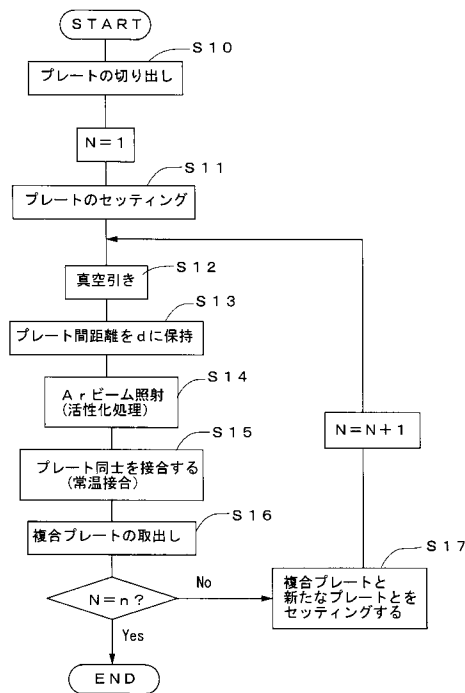 START
S10
プレートの切り出し
N=1
S11
プレートのセッティング
S12
真空引き
S13
プレート間距離をdに保持
S14
Arビーム照射
(活性化処理)
N=N+1
S15
プレート同士を接合する
(常温接合)
S16
複合プレートの取出し
S17
複合プレートと
新たなプレートとを
セッティングする
N=n?
No
Yes
END